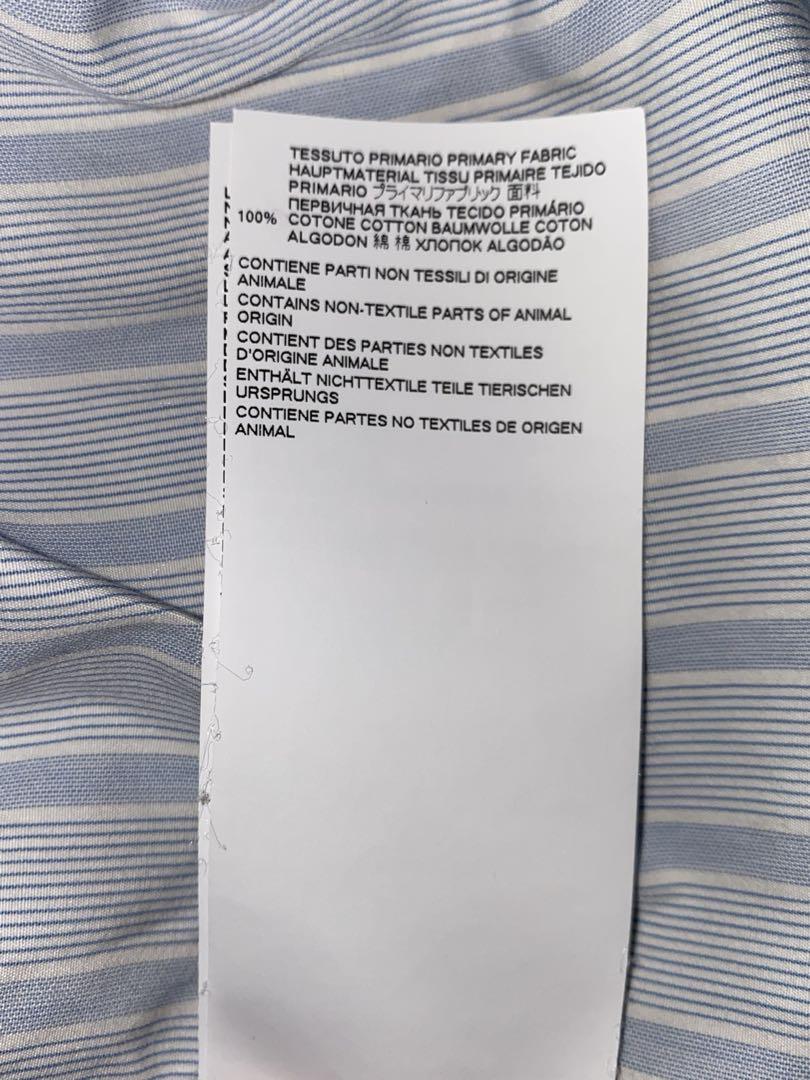 TESSUTO PRIMARIO PRIMARY FABRIC
HAUPTMATERIAL TISSU PRIMAIRE TEJIDO
PRIMARIO プライマリファブリック 面料
ПЕРВИЧНАЯ ТКАНЬ TECIDO PRIMÁRIO
100% COTONE COTTON BAUMWOLLE COTON
ALGODON 綿 棉 ХЛОПОК ALGODÃO
CONTIENE PARTI NON TESSILI DI ORIGINE
ANIMALE
CONTAINS NON-TEXTILE PARTS OF ANIMAL
ORIGIN
CONTIENT DES PARTIES NON TEXTILES
D'ORIGINE ANIMALE
ENTHÄLT NICHTTEXTILE TEILE TIERISCHEN
URSPRUNGS
CONTIENE PARTES NO TEXTILES DE ORIGEN
ANIMAL